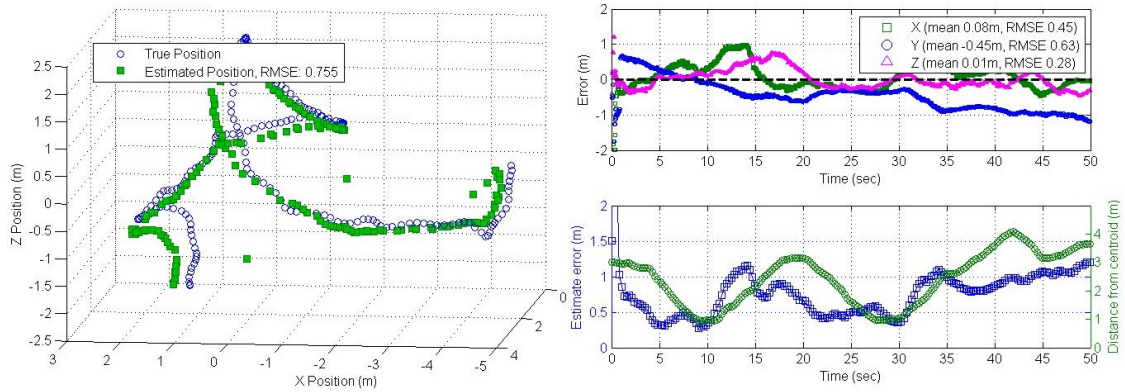 True Position
Estimated Position, RMSE: 0.755
2.5
2
1.5
1
0.5
0
-0.5
-1
-1.5
-2
-2.5
Z Position (m)
3
2
1
0
-1
-2
-3
-4
-5
X Position (m)
0
2
4
2
1
0
-1
-2
Error (m)
X (mean 0.08m, RMSE 0.45)
Y (mean -0.45m, RMSE 0.63)
Z (mean 0.01m, RMSE 0.28)
0 5 10 15 20 25 30 35 40 45 50
Time (sec)
2
1.5
1
0.5
0
Estimate error (m)
4
3
2
1
0
Distance from centroid (m)
0 5 10 15 20 25 30 35 40 45 50
Time (sec)